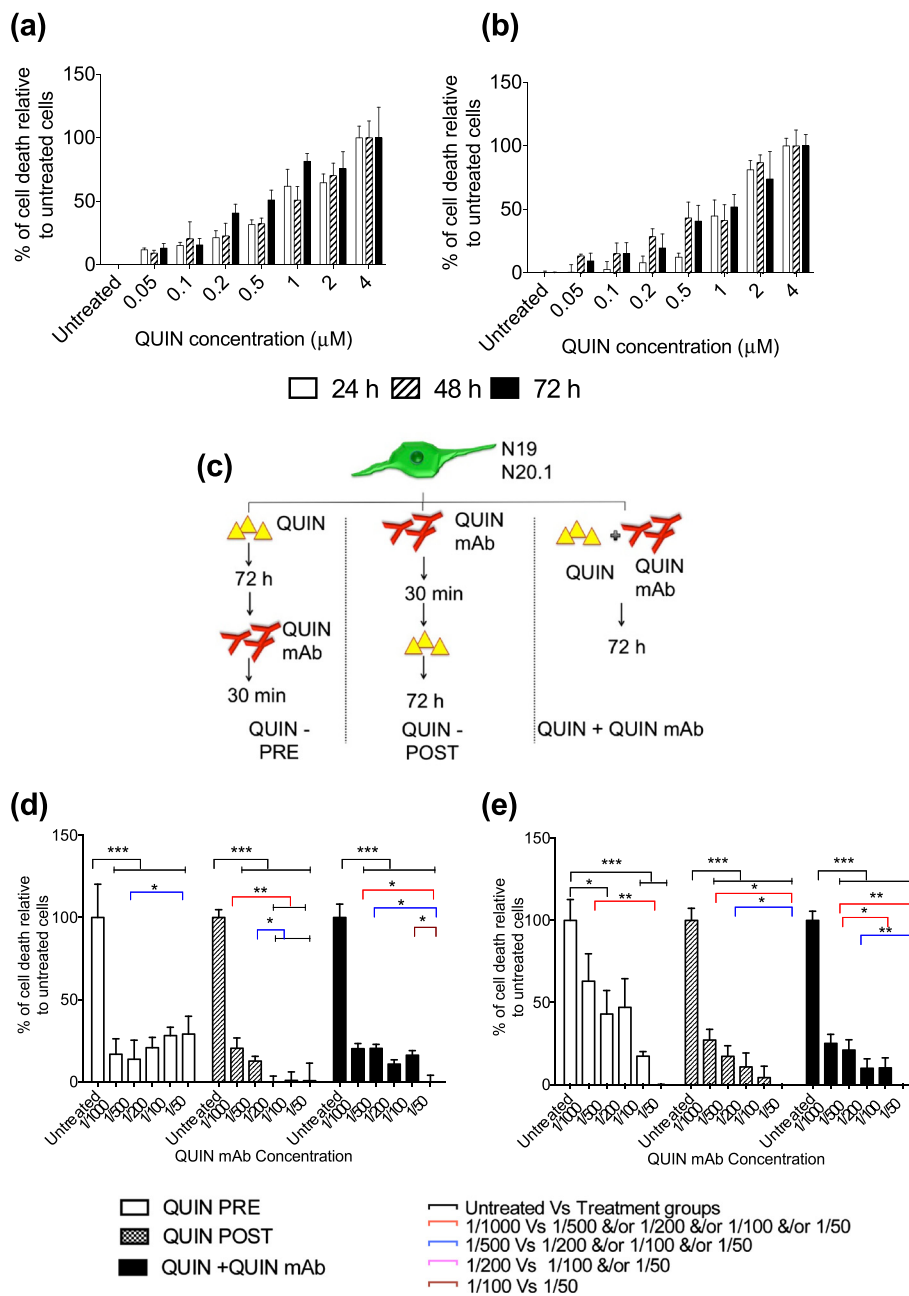 (a)
% of cell death relative
to untreated cells
150
100
50
0
Untreated
0.05
0.1
0.2
0.5
1
2
4
QUIN concentration (μM)
(b)
% of cell death relative
to untreated cells
150
100
50
0
Untreated
0.05
0.1
0.2
0.5
1
2
4
QUIN concentration (μM)
24 h 48 h 72 h
(c)
N19
N20.1
QUIN
72 h
QUIN
mAb
30 min
QUIN -
PRE
QUIN
mAb
30 min
72 h
QUIN -
POST
+
QUIN
QUIN
mAb
72 h
QUIN + QUIN mAb
(d)
% of cell death relative
to untreated cells
150
100
50
0
***
*
***
**
*
***
*
*
*
Untreated
1/1000
1/500
1/200
1/100
1/50
Untreated
1/1000
1/500
1/200
1/100
1/50
Untreated
1/1000
1/500
1/200
1/100
1/50
QUIN mAb Concentration
(e)
% of cell death relative
to untreated cells
150
100
50
0
***
*
**
***
*
*
***
**
*
**
Untreated
1/1000
1/500
1/200
1/100
1/50
Untreated
1/1000
1/500
1/200
1/100
1/50
Untreated
1/1000
1/500
1/200
1/100
1/50
QUIN mAb Concentration
QUIN PRE
QUIN POST
QUIN +QUIN mAb
Untreated Vs Treatment groups
1/1000 Vs 1/500 &/or 1/200 &/or 1/100 &/or 1/50
1/500 Vs 1/200 &/or 1/100 &/or 1/50
1/200 Vs 1/100 &/or 1/50
1/100 Vs 1/50